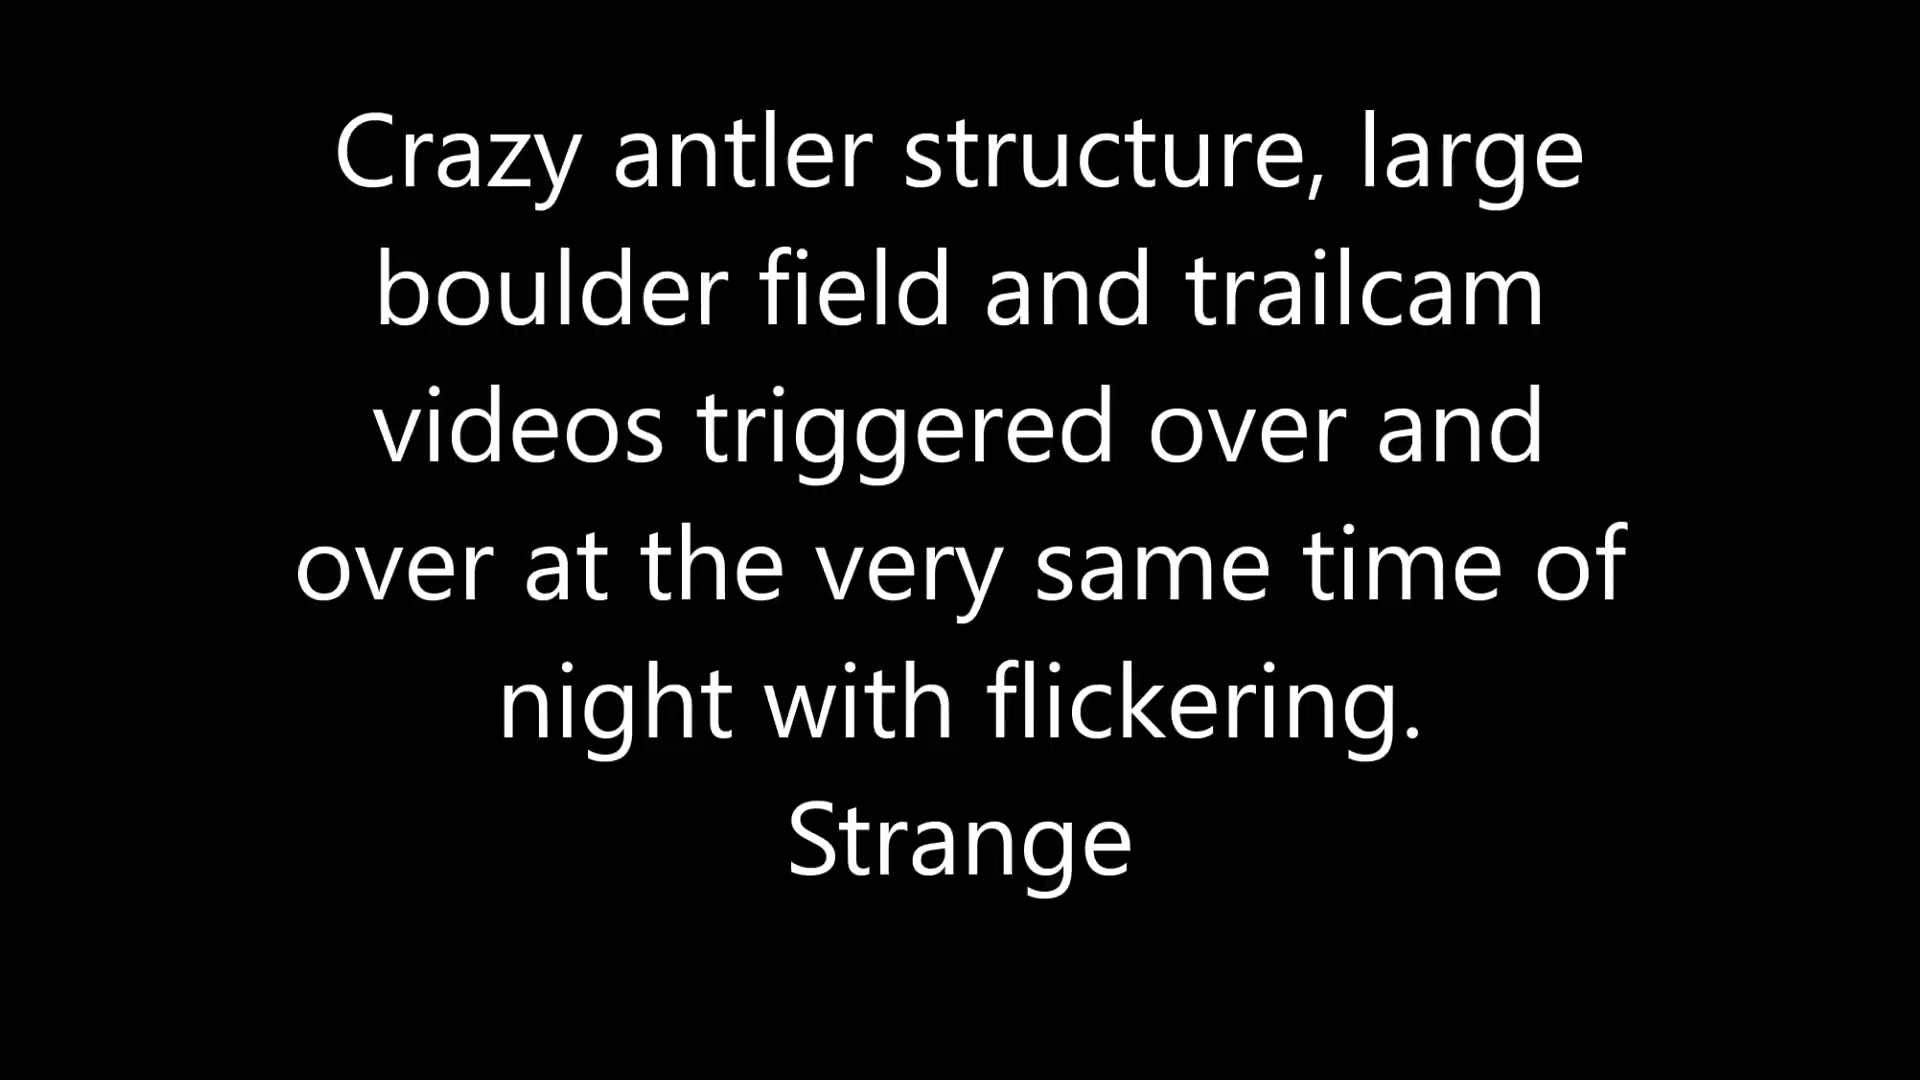 Crazy antler structure, large
boulder field and trailcam
videos triggered over and
over at the very same time of
night with flickering.
Strange